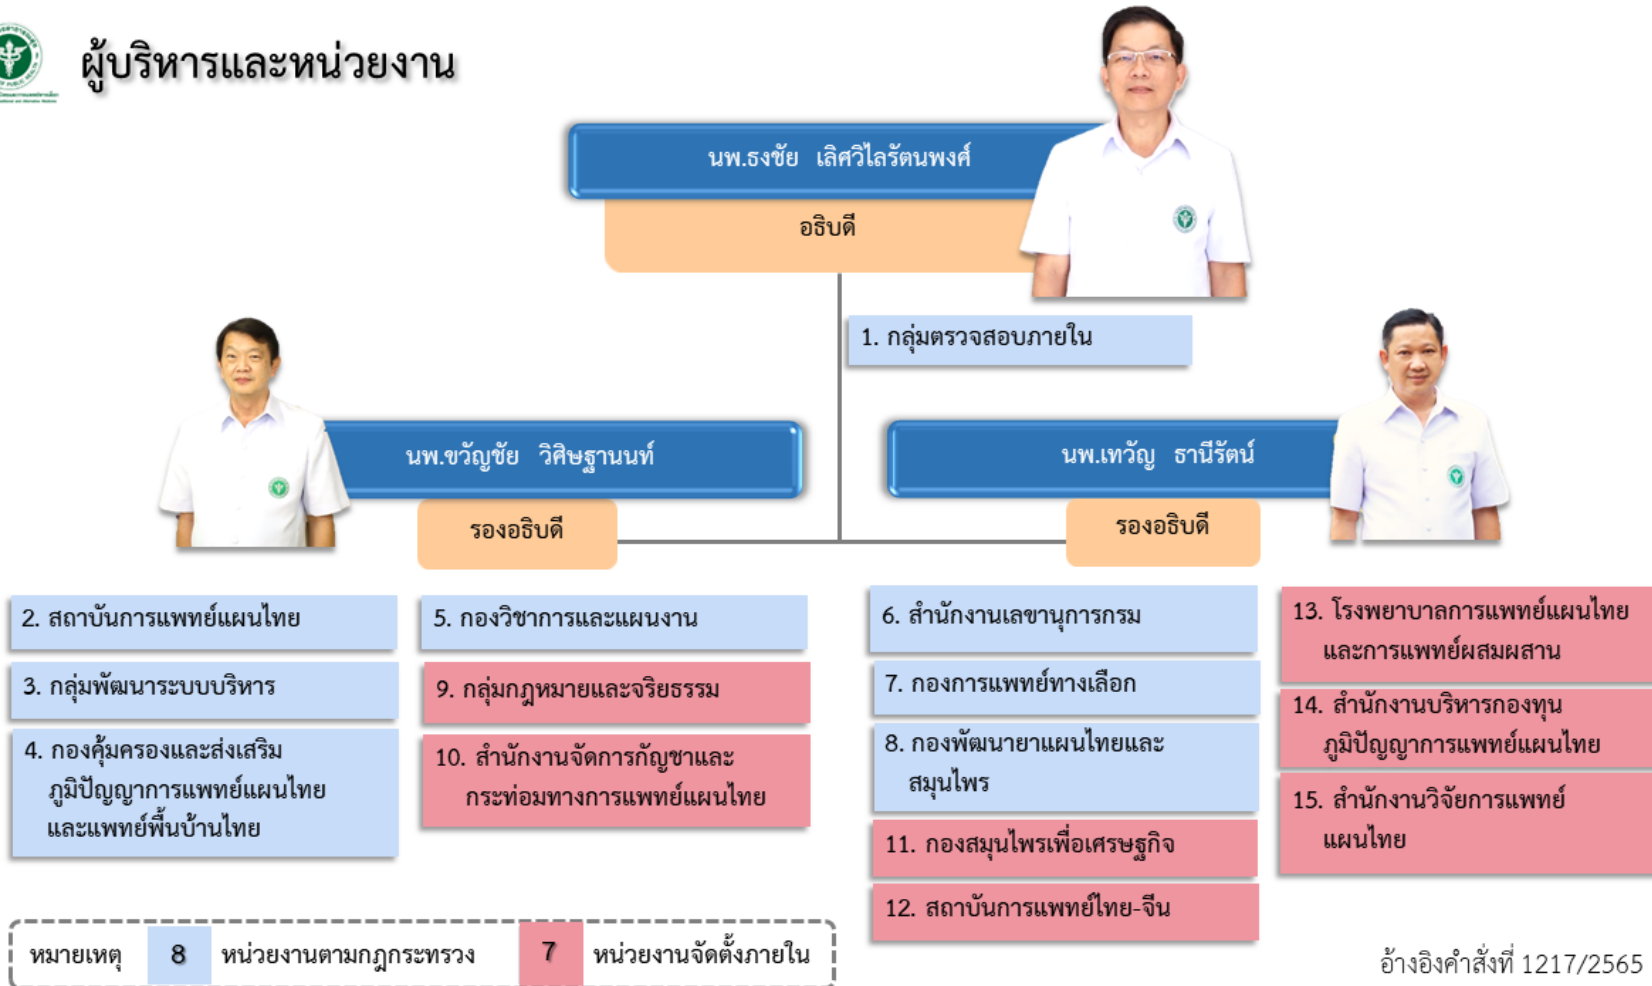 ผู้บริหารและหน่วยงาน
นพ.ธงชัย เลิศวิไลรัตนพงศ์
อธิบดี
1. กลุ่มตรวจสอบภายใน
นพ.ขวัญชัย วิศิษฐานนท์
รองอธิบดี
นพ.เทวัญ ธานีรัตน์
รองอธิบดี
2. สถาบันการแพทย์แผนไทย
3. กลุ่มพัฒนาระบบบริหาร
4. กองคุ้มครองและส่งเสริม
ภูมิปัญญาการแพทย์แผนไทย
และแพทย์พื้นบ้านไทย
5. กองวิชาการและแผนงาน
9. กลุ่มกฎหมายและจริยธรรม
10. สำนักงานจัดการกัญชาและ
กระท่อมทางการแพทย์แผนไทย
6. สำนักงานเลขานุการกรม
7. กองการแพทย์ทางเลือก
8. กองพัฒนายาแผนไทยและ
สมุนไพร
11. กองสมุนไพรเพื่อเศรษฐกิจ
12. สถาบันการแพทย์ไทย-จีน
13. โรงพยาบาลการแพทย์แผนไทย
และการแพทย์ผสมผสาน
14. สำนักงานบริหารกองทุน
ภูมิปัญญาการแพทย์แผนไทย
15. สำนักงานวิจัยการแพทย์
แผนไทย
หมายเหตุ 8 หน่วยงานตามกฎกระทรวง 7 หน่วยงานจัดตั้งภายใน
อ้างอิงคำสั่งที่ 1217/2565